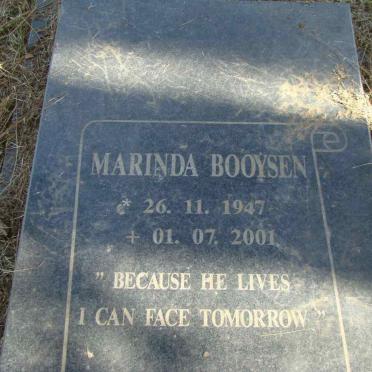 MARINDA BOOYSEN
* 26. 11. 1947
+ 01. 07. 2001
" BECAUSE HE LIVES
I CAN FACE TOMORROW "